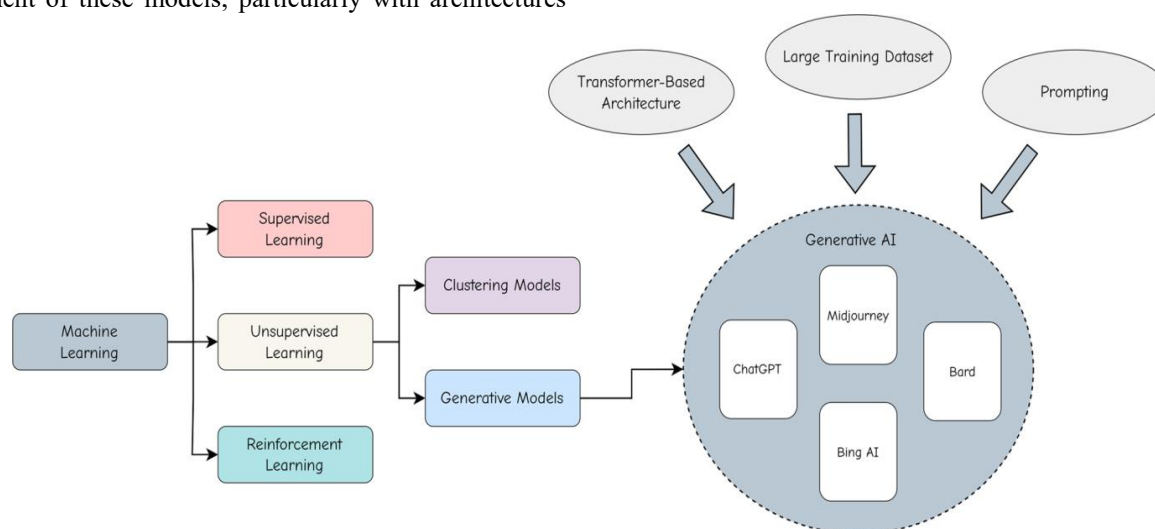 ent of these models, particularly with architectures
Large Training Dataset
Transformer-Based
Architecture
Prompting
Supervised
Learning
Generative AI
Clustering Models
Midjourney
Machine
Learning
Unsupervised
Learning
ChatGPT
Bard
Generative Models
Reinforcement
Learning
Bing AI